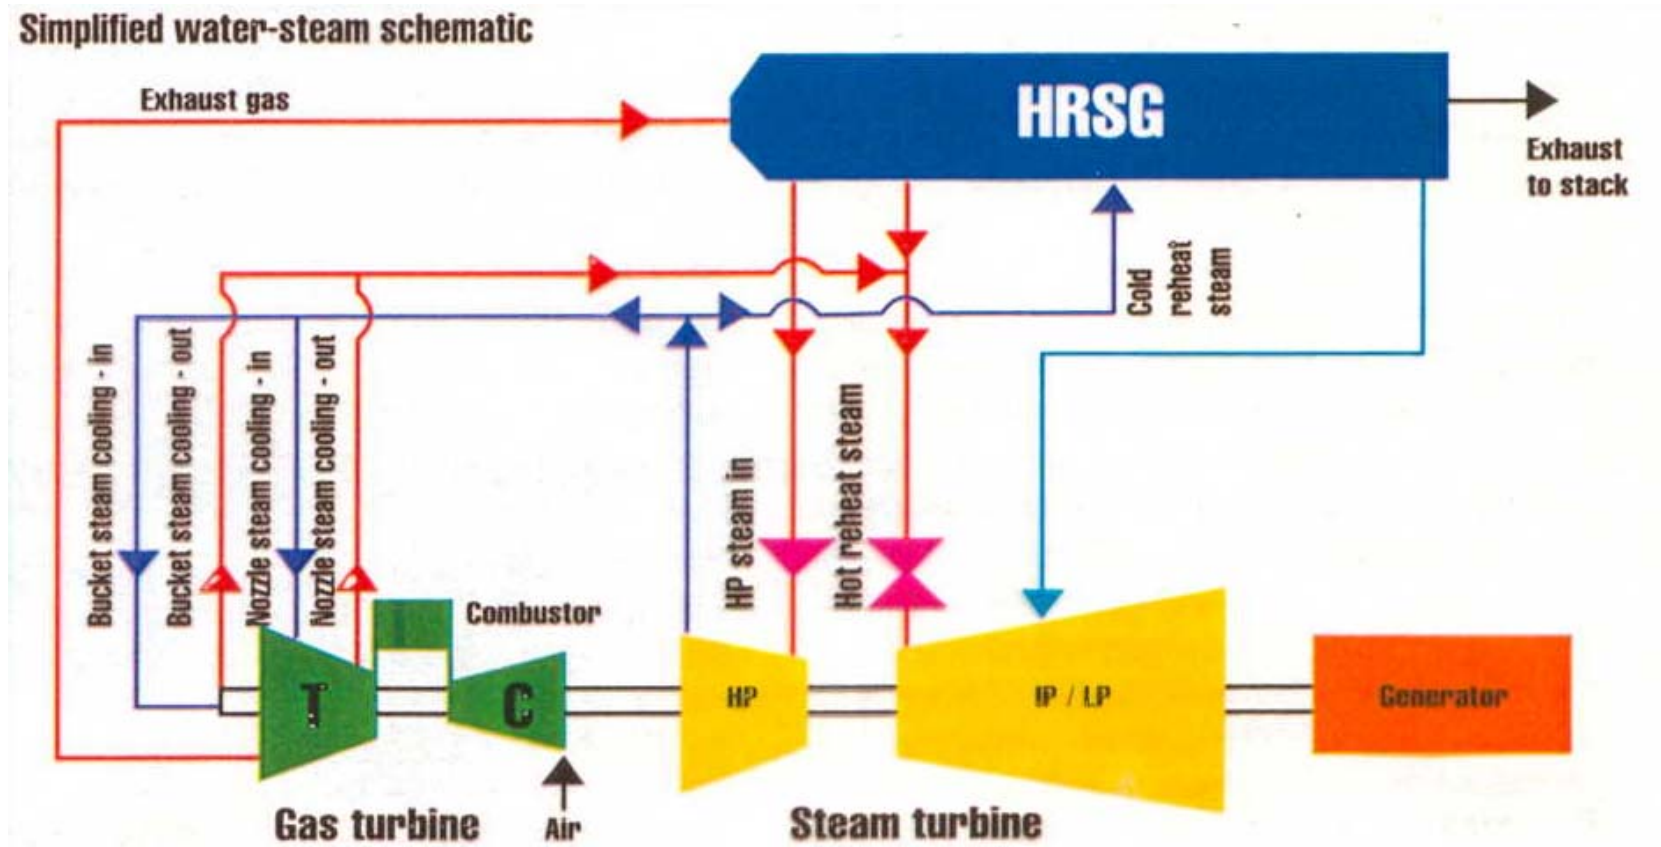 Simplified water-steam schematic
Exhaust gas
HRSG
Exhaust
to stack
Cold
reheat
steam
Bucket steam cooling - in
Bucket steam cooling - out
Nozzle steam cooling - in
Nozzle steam cooling - out
HP steam in
Hot reheat steam
Combustor
T
C
HP
IP / LP
Generator
Gas turbine
Air
Steam turbine